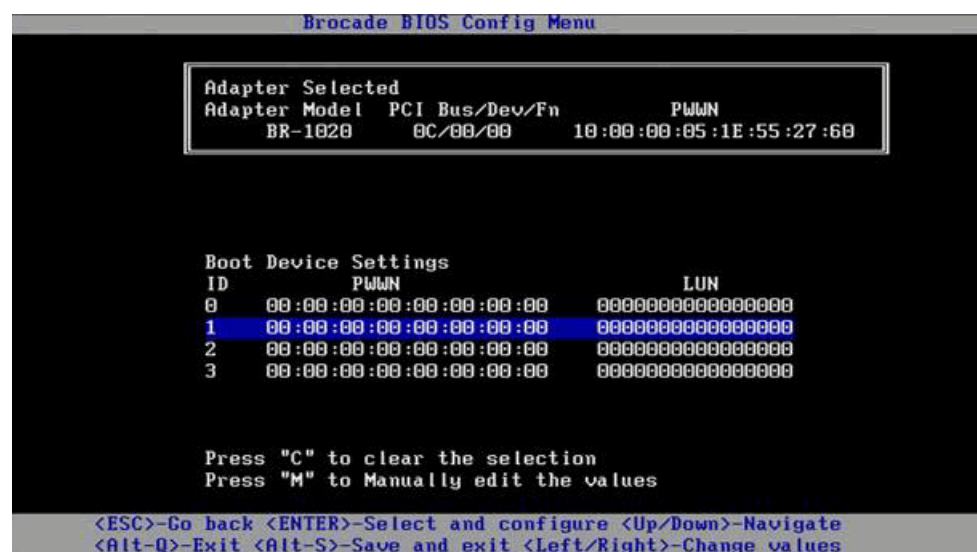 Brocade BIOS Config Menu
Adapter Selected
Adapter Model PCI Bus/Dev/Fn PWWN
BR-1020 0C/00/00 10:00:00:05:1E:55:27:60
Boot Device Settings
ID PWWN LUN
0 00:00:00:00:00:00:00:00 0000000000000000
1 00:00:00:00:00:00:00:00 0000000000000000
2 00:00:00:00:00:00:00:00 0000000000000000
3 00:00:00:00:00:00:00:00 0000000000000000
Press "C" to clear the selection
Press "M" to Manually edit the values
<ESC>-Go back <ENTER>-Select and configure <Up/Down>-Navigate
<Alt-Q>-Exit <Alt-S>-Save and exit <Left/Right>-Change values